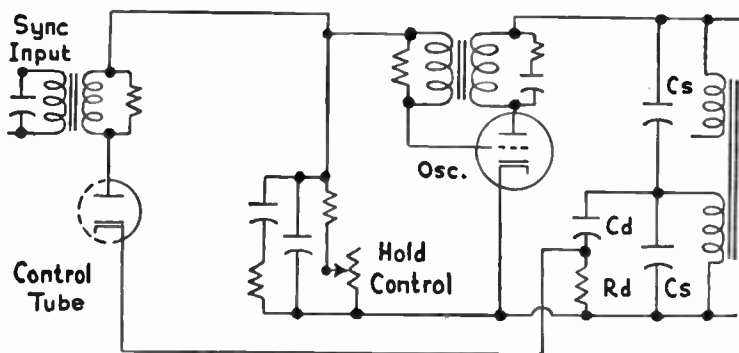 Sync
Input
Control
Tube
Hold
Control
Osc.
Cs
Cd
Rd
Cs